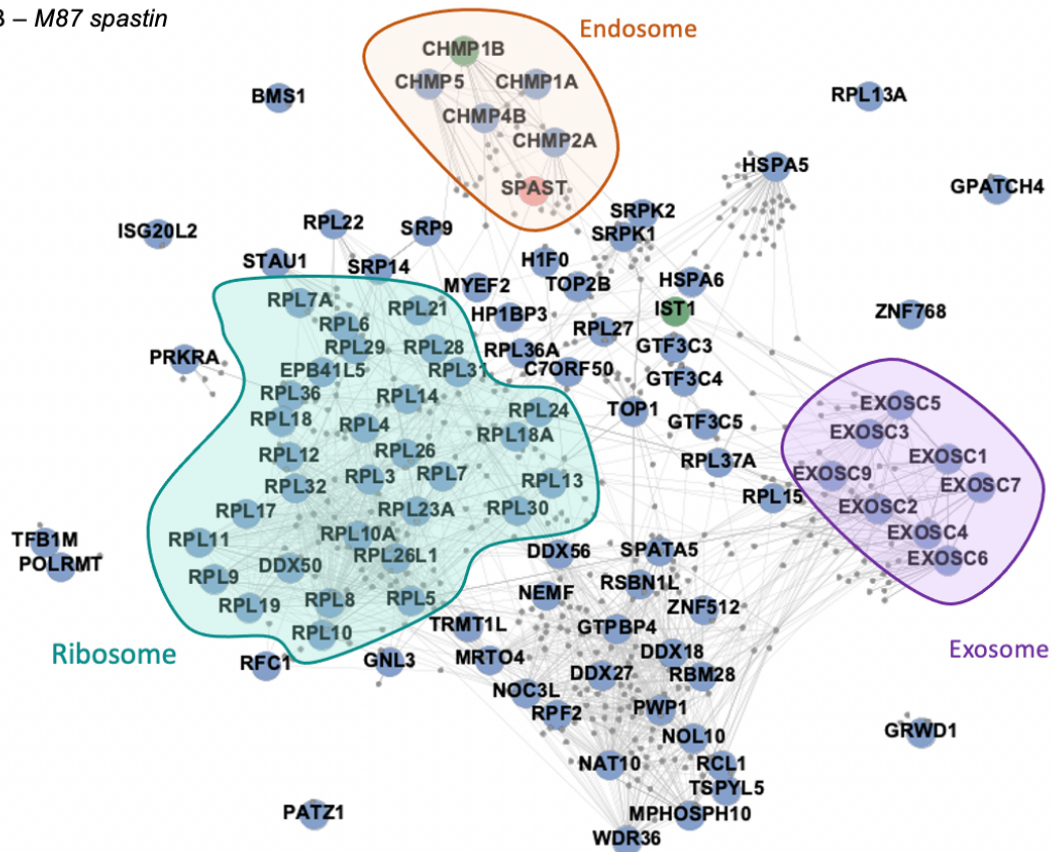 B – M87 spastin
Endosome
CHMP1B
CHMP5
CHMP1A
BMS1
RPL13A
CHMP4B
CHMP2A
HSPA5
SPAST
GPATCH4
SRPK2
RPL22
SRP9
ISG20L2
SRPK1
STAU1
SRP14
H1F0
MYEF2
TOP2B
HSPA6
RPL7A
RPL21
HP1BP3
IST1
ZNF768
RPL6
RPL27
RPL29
RPL28
RPL36A
GTF3C3
PRKRA
EPB41L5
RPL31
C7ORF50
GTF3C4
RPL36
RPL14
EXOSC5
RPL18
RPL4
RPL24
TOP1
GTF3C5
EXOSC3
RPL18A
RPL12
RPL26
EXOSC1
RPL37A
RPL3
RPL7
EXOSC9
RPL32
RPL13
EXOSC7
RPL15
RPL17
RPL23A
RPL30
EXOSC2
RPL10A
EXOSC4
TFB1M
RPL11
RPL26L1
DDX56
SPATA5
EXOSC6
POLRMT
DDX50
RPL9
RSBN1L
NEMF
RPL19
RPL8
RPL5
ZNF512
TRMT1L
GTPBP4
RPL10
Ribosome
DDX18
Exosome
RFC1
GNL3
MRTO4
DDX27
RBM28
NOC3L
RPF2
PWP1
NOL10
GRWD1
NAT10
RCL1
TSPYL5
PATZ1
MPHOSPH10
WDR36